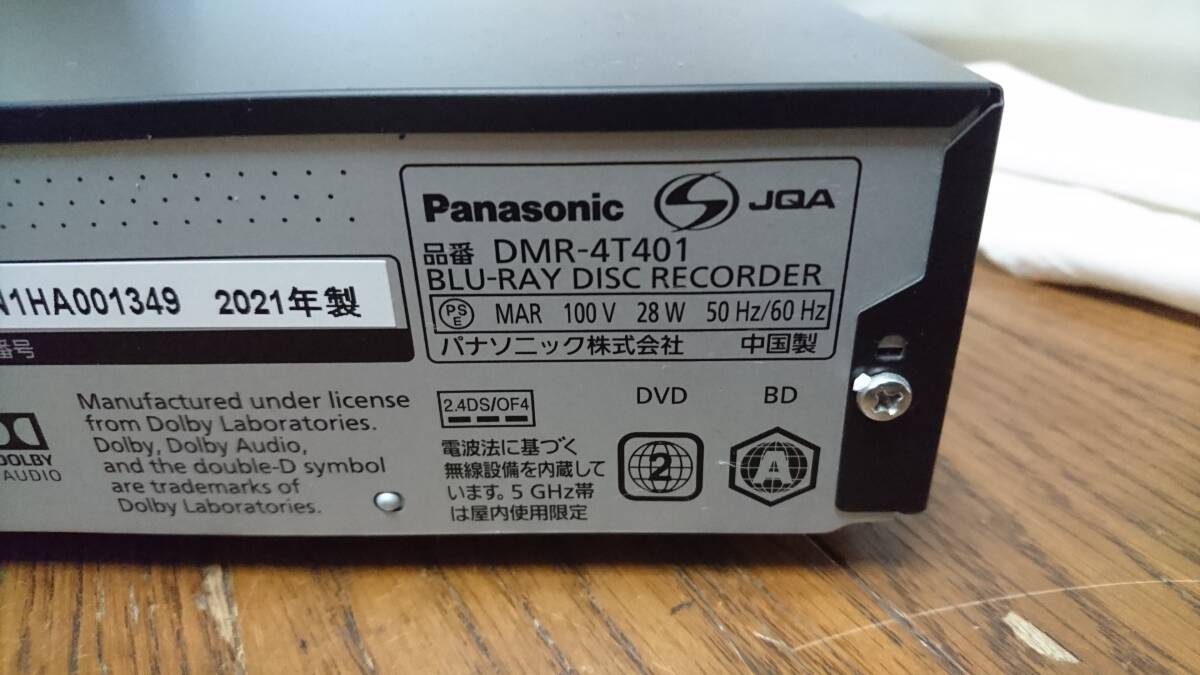 Panasonic JQA
品番 DMR-4T401
BLU-RAY DISC RECORDER
PS E MAR 100 V 28 W 50 Hz/60 Hz
パナソニック株式会社 中国製
N1HA001349 2021年製
番号
Manufactured under license
from Dolby Laboratories.
Dolby, Dolby Audio,
and the double-D symbol
are trademarks of
Dolby Laboratories.
DOLBY
AUDIO
2.4DS/OF4
電波法に基づく
無線設備を内蔵して
います。5 GHz帯
は屋内使用限定
DVD BD
2 A